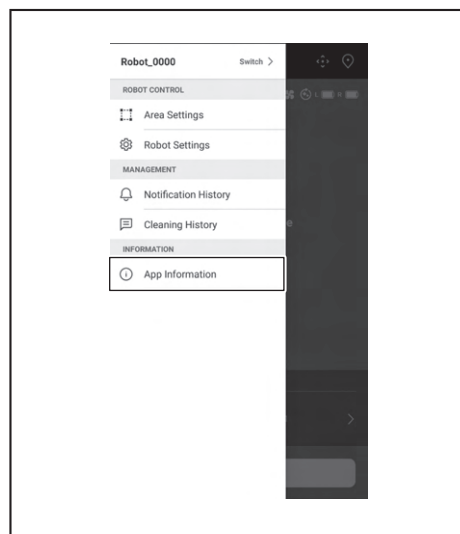 Robot_0000 Switch >
ROBOT CONTROL
Area Settings
Robot Settings
MANAGEMENT
Notification History
Cleaning History
INFORMATION
App Information